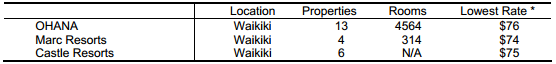 Location Properties Rooms Lowest Rate *
OHANA Waikiki 13 4564 $76
Marc Resorts Waikiki 4 314 $74
Castle Resorts Waikiki 6 N/A $75